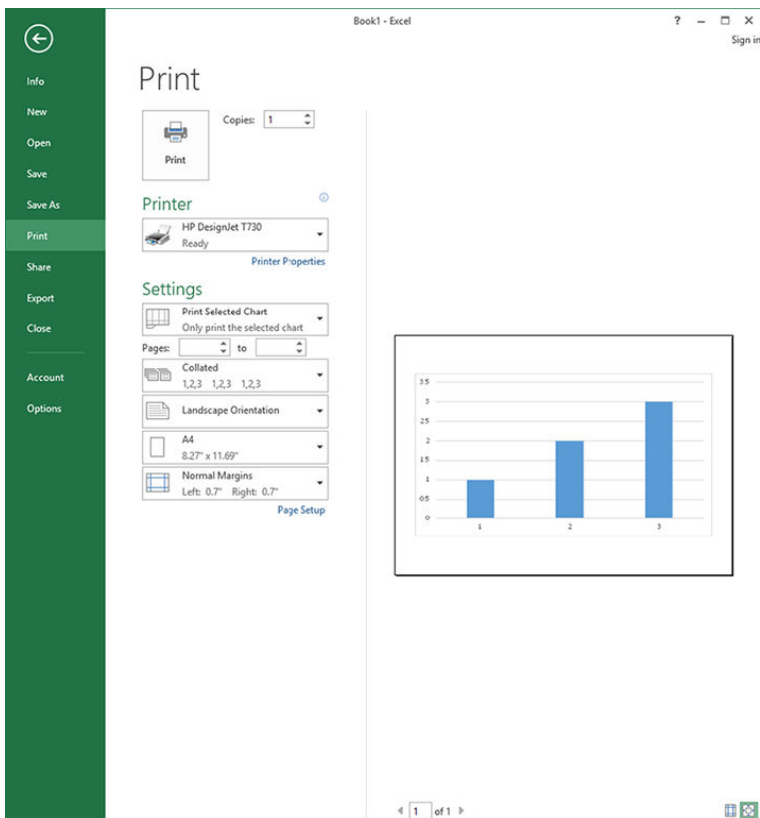 Book1 - Excel
?
Sign in
Info
New
Open
Save
Save As
Print
Share
Export
Close
Account
Options
Print
Copies: 1
Print
Printer
HP DesignJet T730
Ready
Printer Properties
Settings
Print Selected Chart
Only print the selected chart
Pages: to
Collated
1,2,3 1,2,3 1,2,3
Landscape Orientation
A4
8.27" x 11.69"
Normal Margins
Left: 0.7" Right: 0.7"
Page Setup
3.5
3
2.5
2
1.5
1
0.5
0
1 2 3
1 of 1